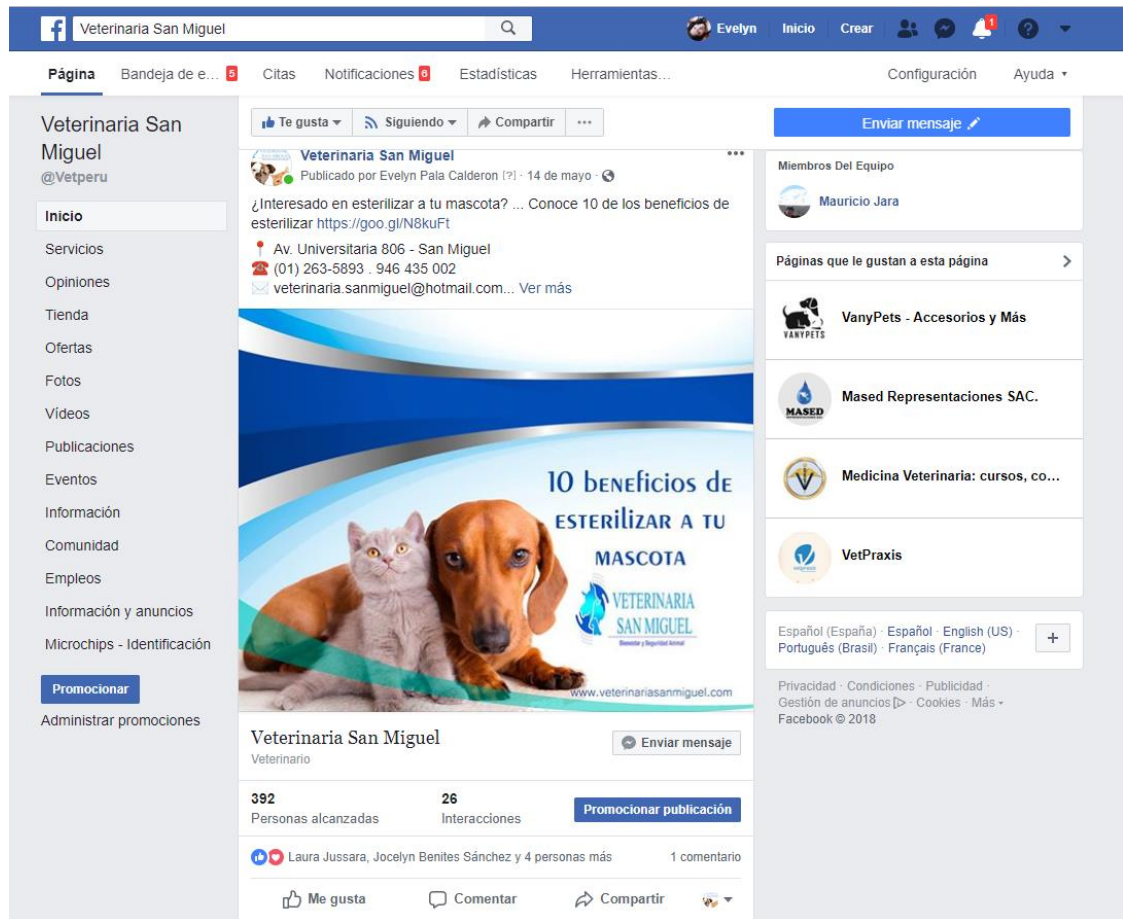 Veterinaria San Miguel
Evelyn Inicio Crear 1
Página Bandeja de e... 5 Citas Notificaciones 6 Estadísticas Herramientas... Configuración Ayuda
Veterinaria San
Miguel
@Vetperu
Inicio
Servicios
Opiniones
Tienda
Ofertas
Fotos
Vídeos
Publicaciones
Eventos
Información
Comunidad
Empleos
Información y anuncios
Microchips - Identificación
Promocionar
Administrar promociones
Te gusta Siguiendo Compartir ...
Enviar mensaje
Veterinaria San Miguel ...
Publicado por Evelyn Pala Calderon [?] · 14 de mayo ·
¿Interesado en esterilizar a tu mascota? ... Conoce 10 de los beneficios de
esterilizar https://goo.gl/N8kuFt
Av. Universitaria 806 - San Miguel
(01) 263-5893 . 946 435 002
veterinaria.sanmiguel@hotmail.com... Ver más
10 beneficios de
esterilizar a tu
mascota
VETERINARIA
SAN MIGUEL
Bienestar y Seguridad Animal
www.veterinariasanmiguel.com
Veterinaria San Miguel
Veterinario
Enviar mensaje
392 26
Personas alcanzadas Interacciones
Promocionar publicación
Laura Jussara, Jocelyn Benites Sánchez y 4 personas más 1 comentario
Me gusta Comentar Compartir
Miembros Del Equipo
Mauricio Jara
Páginas que le gustan a esta página
VANYPETS
VanyPets - Accesorios y Más
MASED
Mased Representaciones SAC.
Medicina Veterinaria: cursos, co...
VetPraxis
Español (España) · Español · English (US) ·
Português (Brasil) · Français (France)
+
Privacidad · Condiciones · Publicidad ·
Gestión de anuncios · Cookies · Más
Facebook © 2018